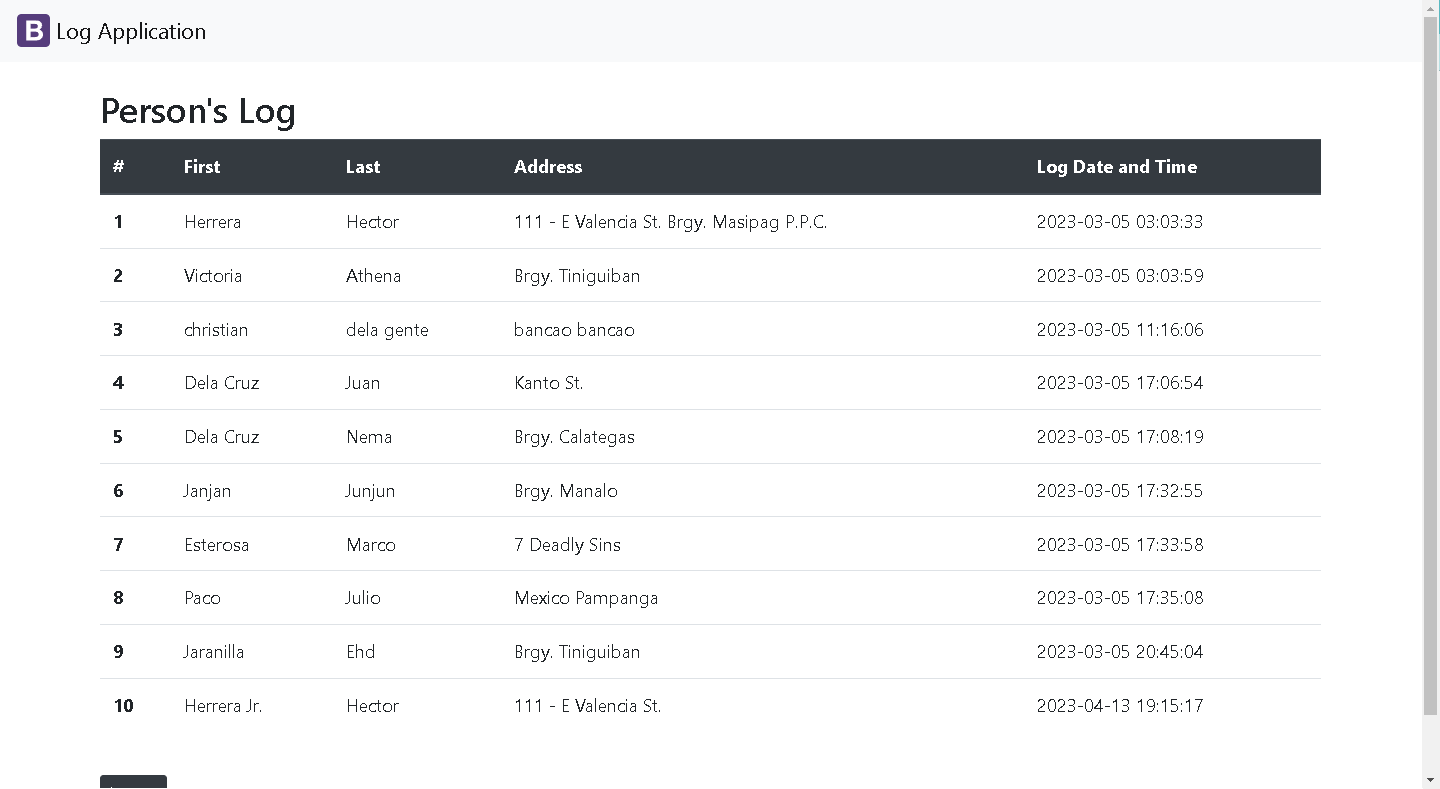 B Log Application
Person's Log
# First Last Address Log Date and Time
1 Herrera Hector 111 - E Valencia St. Brgy. Masipag P.P.C. 2023-03-05 03:03:33
2 Victoria Athena Brgy. Tiniguiban 2023-03-05 03:03:59
3 christian dela gente bancao bancao 2023-03-05 11:16:06
4 Dela Cruz Juan Kanto St. 2023-03-05 17:06:54
5 Dela Cruz Nema Brgy. Calategas 2023-03-05 17:08:19
6 Janjan Junjun Brgy. Manalo 2023-03-05 17:32:55
7 Esterosa Marco 7 Deadly Sins 2023-03-05 17:33:58
8 Paco Julio Mexico Pampanga 2023-03-05 17:35:08
9 Jaranilla Ehd Brgy. Tiniguiban 2023-03-05 20:45:04
10 Herrera Jr. Hector 111 - E Valencia St. 2023-04-13 19:15:17